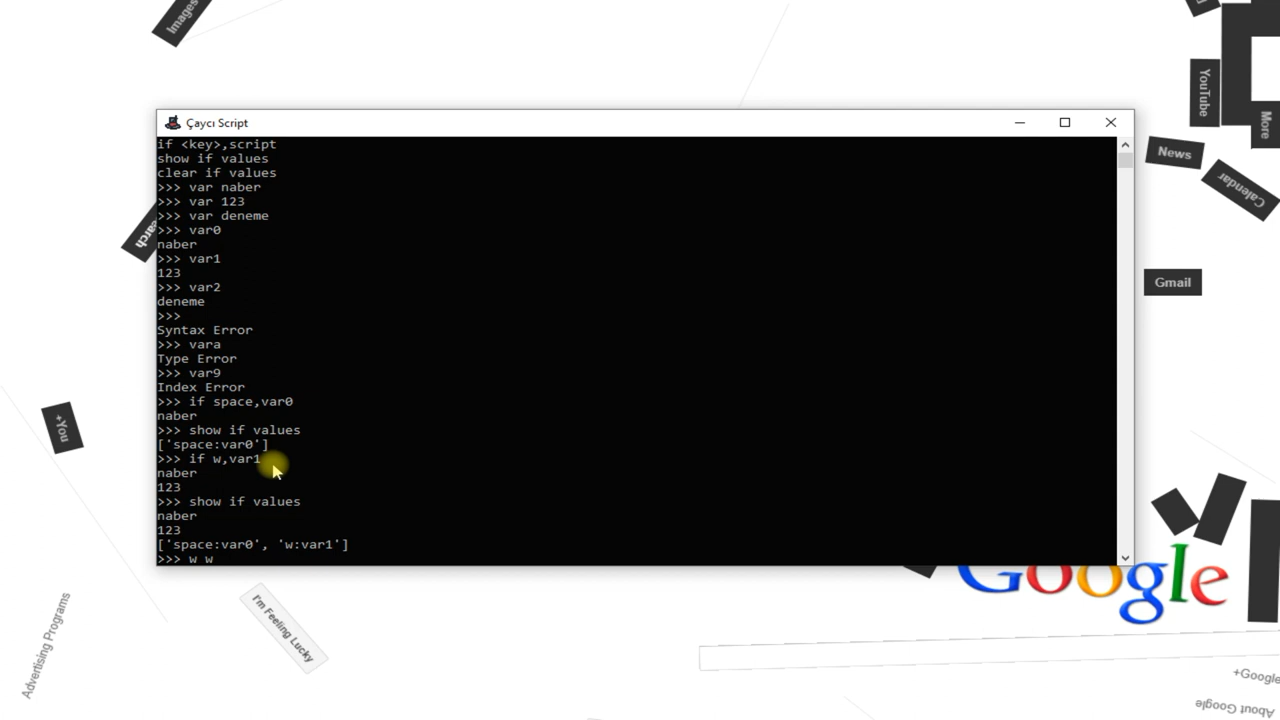 Images
YouTube
More
News
Calendar
Gmail
Çaycı Script
if <key>,script
show if values
clear if values
>>> var naber
>>> var 123
>>> var deneme
>>> var0
naber
>>> var1
123
>>> var2
deneme
>>>
Syntax Error
>>> vara
Type Error
>>> var9
Index Error
>>> if space,var0
naber
>>> show if values
['space:var0']
>>> if w,var1
naber
123
>>> show if values
naber
123
['space:var0', 'w:var1']
>>> w w
arch
+You
Google
I'm Feeling Lucky
Advertising Programs
+Google
About Google